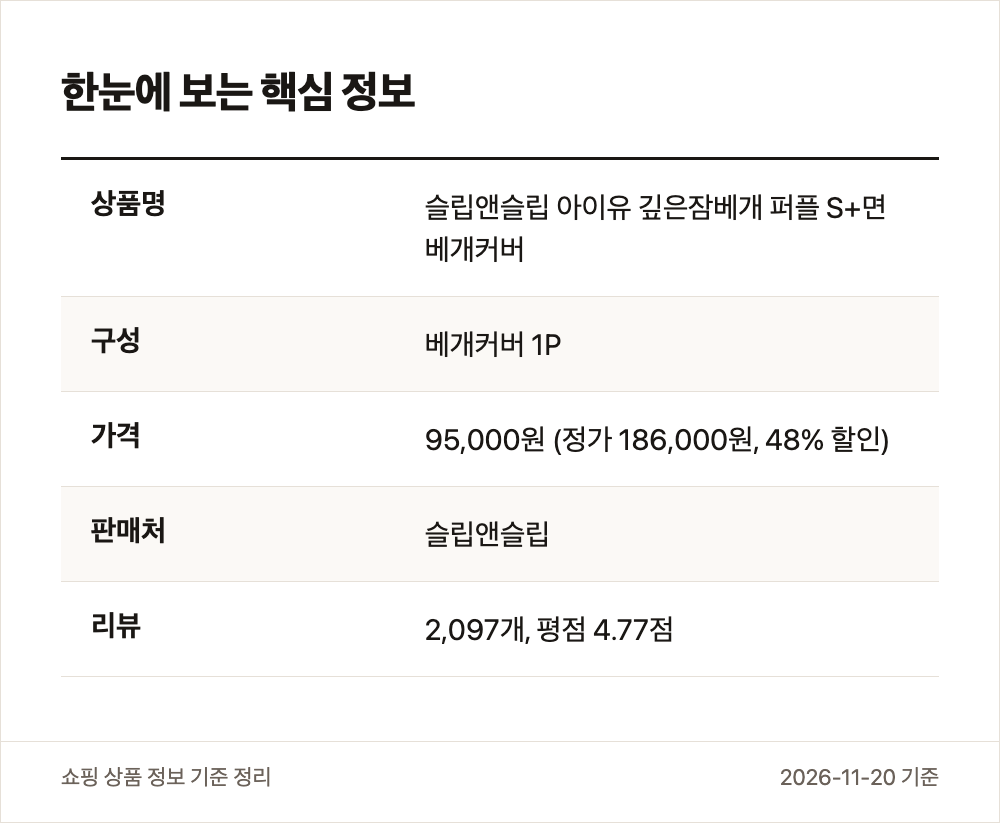 한눈에 보는 핵심 정보
상품명
슬립앤슬립 아이유 깊은잠베개 퍼플 S+면
베개커버
구성
베개커버 1P
가격
95,000원 (정가 186,000원, 48% 할인)
판매처
슬립앤슬립
리뷰
2,097개, 평점 4.77점
쇼핑 상품 정보 기준 정리
2026-11-20 기준